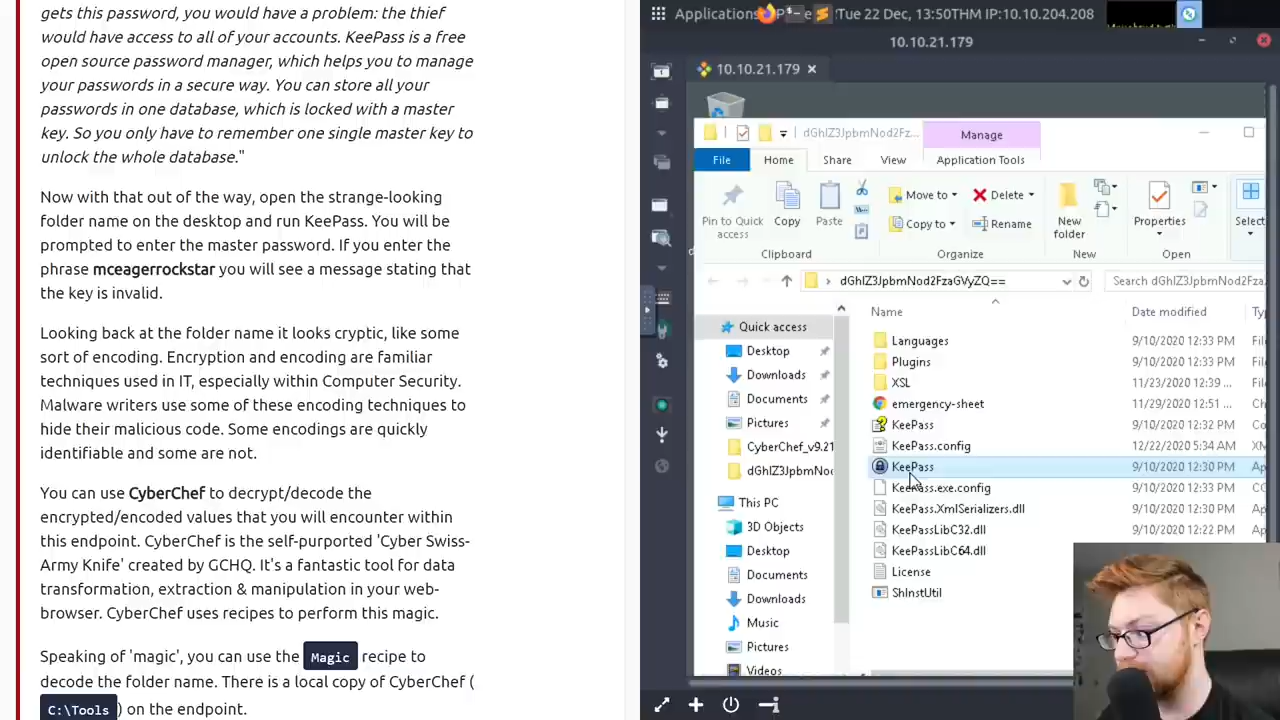 gets this password, you would have a problem: the thief
would have access to all of your accounts. KeePass is a free
open source password manager, which helps you to manage
your passwords in a secure way. You can store all your
passwords in one database, which is locked with a master
key. So you only have to remember one single master key to
unlock the whole database."
Now with that out of the way, open the strange-looking
folder name on the desktop and run KeePass. You will be
prompted to enter the master password. If you enter the
phrase mceagerrockstar you will see a message stating that
the key is invalid.
Looking back at the folder name it looks cryptic, like some
sort of encoding. Encryption and encoding are familiar
techniques used in IT, especially within Computer Security.
Malware writers use some of these encoding techniques to
hide their malicious code. Some encodings are quickly
identifiable and some are not.
You can use CyberChef to decrypt/decode the
encrypted/encoded values that you will encounter within
this endpoint. CyberChef is the self-purported 'Cyber Swiss-
Army Knife' created by GCHQ. It's a fantastic tool for data
transformation, extraction & manipulation in your web-
browser. CyberChef uses recipes to perform this magic.
Speaking of 'magic', you can use the Magic recipe to
decode the folder name. There is a local copy of CyberChef (
C:\Tools ) on the endpoint.
Applications
Tue 22 Dec, 13:50 THM IP:10.10.204.208
10.10.21.179
10.10.21.179
dGhlZ3JpbmNod2Fz...
Manage
File Home Share View Application Tools
Pin to Quick access
Copy
Paste
Move to
Copy to
Delete
Rename
New folder
Properties
Select
Clipboard Organize New Open
dGhlZ3JpbmNod2FzaGVyZQ==
Search dGhlZ3JpbmNod2FzaGVyZQ
Name Date modified
Quick access
Desktop
Downloads
Documents
Pictures
CyberChef_v9.21
dGhlZ3JpbmNod
This PC
3D Objects
Desktop
Documents
Downloads
Music
Pictures
Videos
Languages 9/10/2020 12:33 PM
Plugins 9/10/2020 12:33 PM
XSL 11/23/2020 12:39 ...
emergency-sheet 11/29/2020 12:51 ...
KeePass 9/10/2020 12:32 PM
KeePass.config 12/22/2020 5:34 AM
KeePass 9/10/2020 12:30 PM
KeePass.exe.config 9/10/2020 12:33 PM
KeePass.XmlSerializers.dll 9/10/2020 12:30 PM
KeePassLibC32.dll 9/10/2020 12:22 PM
KeePassLibC64.dll
License
ShInstUtil